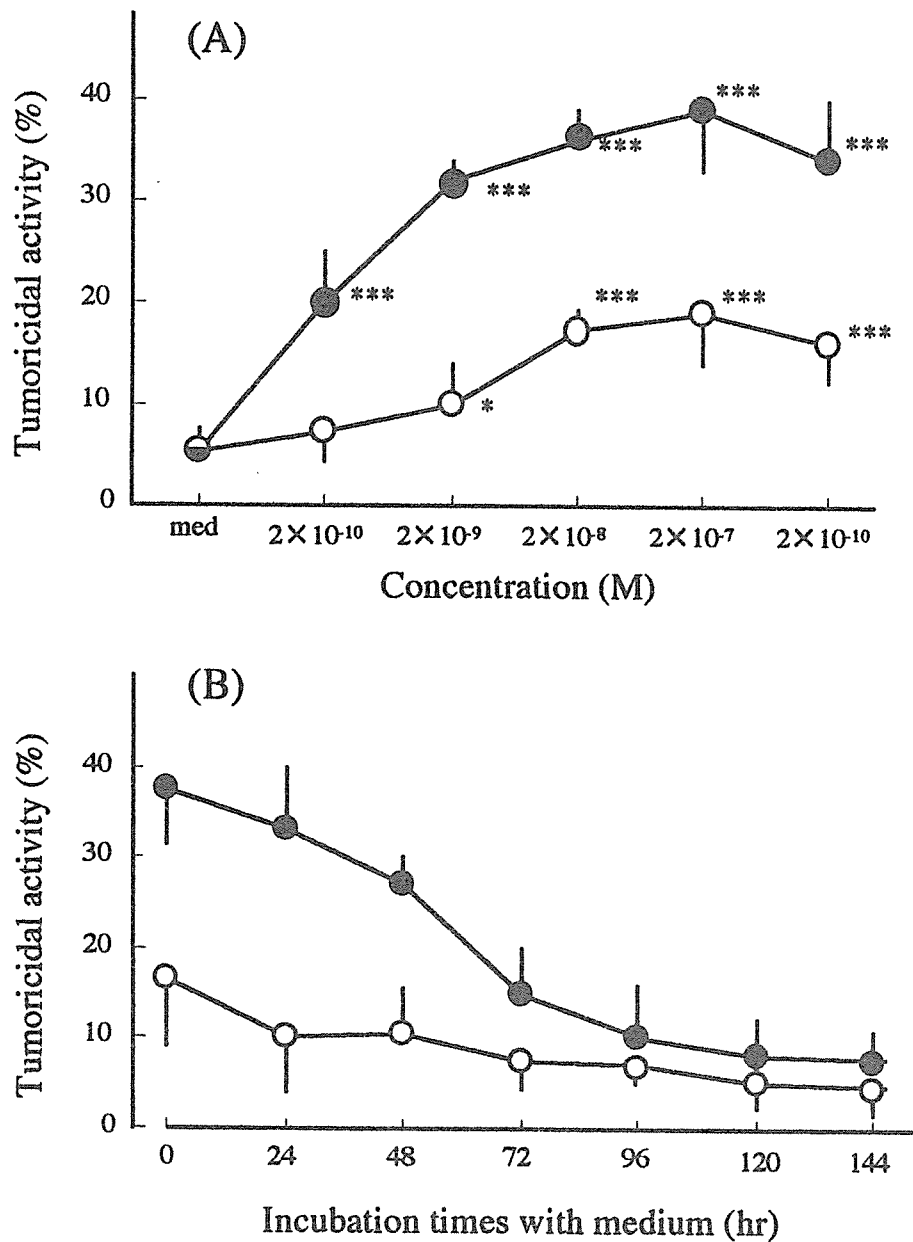 (A)
Tumoricidal activity (%)
40
30
20
10
0
***
***
***
***
***
***
***
***
*
med 2×10-10 2×10-9 2×10-8 2×10-7 2×10-10
Concentration (M)
(B)
Tumoricidal activity (%)
40
30
20
10
0
0 24 48 72 96 120 144
Incubation times with medium (hr)